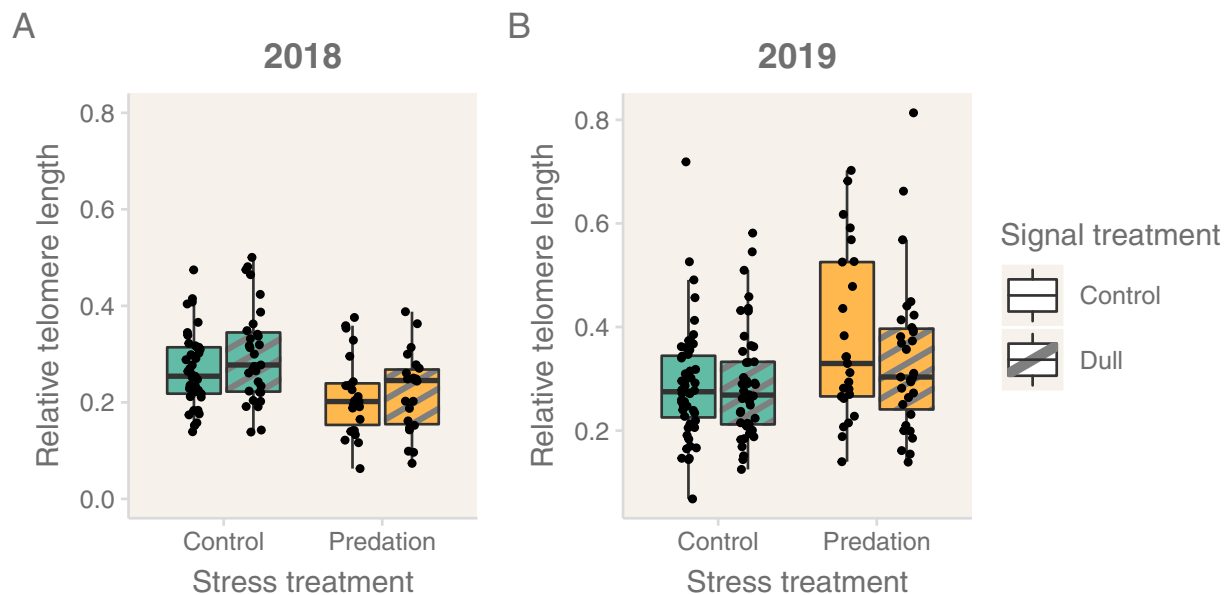 A
2018
Relative telomere length
0.8
0.6
0.4
0.2
0.0
Control
Predation
Stress treatment
B
2019
Relative telomere length
0.8
0.6
0.4
0.2
Control
Predation
Stress treatment
Signal treatment
Control
Dull